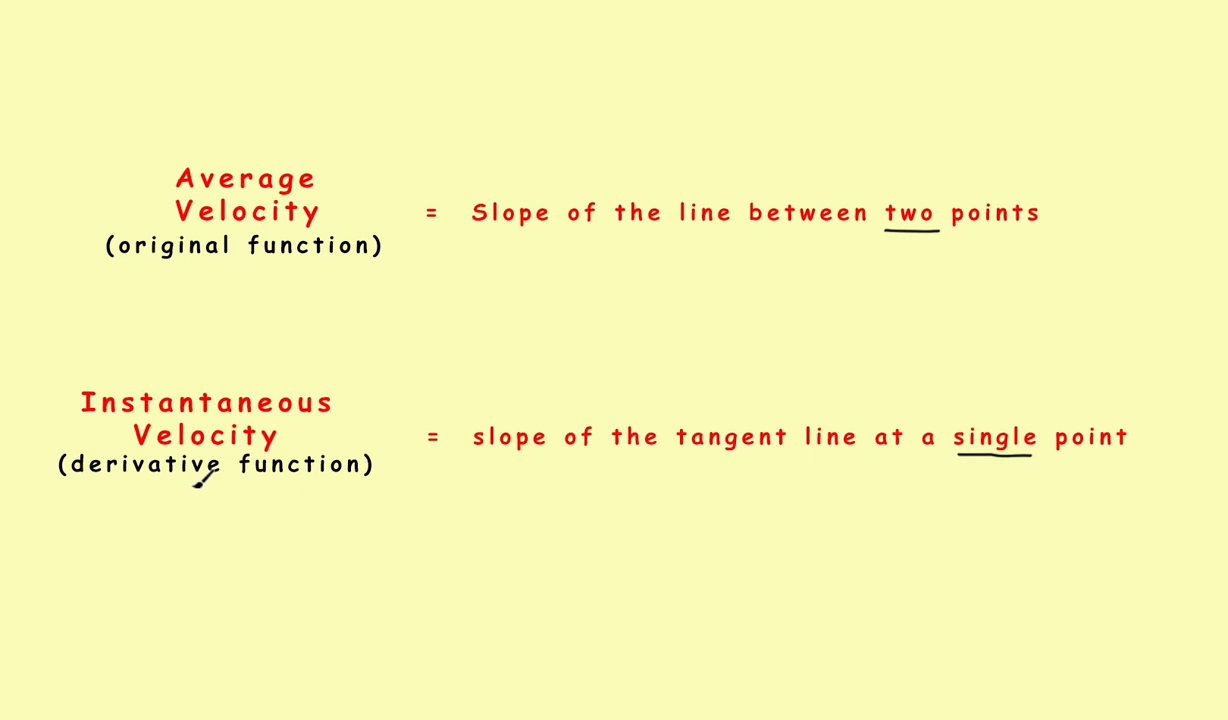 Average
Velocity = Slope of the line between two points
(original function)
Instantaneous
Velocity = slope of the tangent line at a single point
(derivative function)